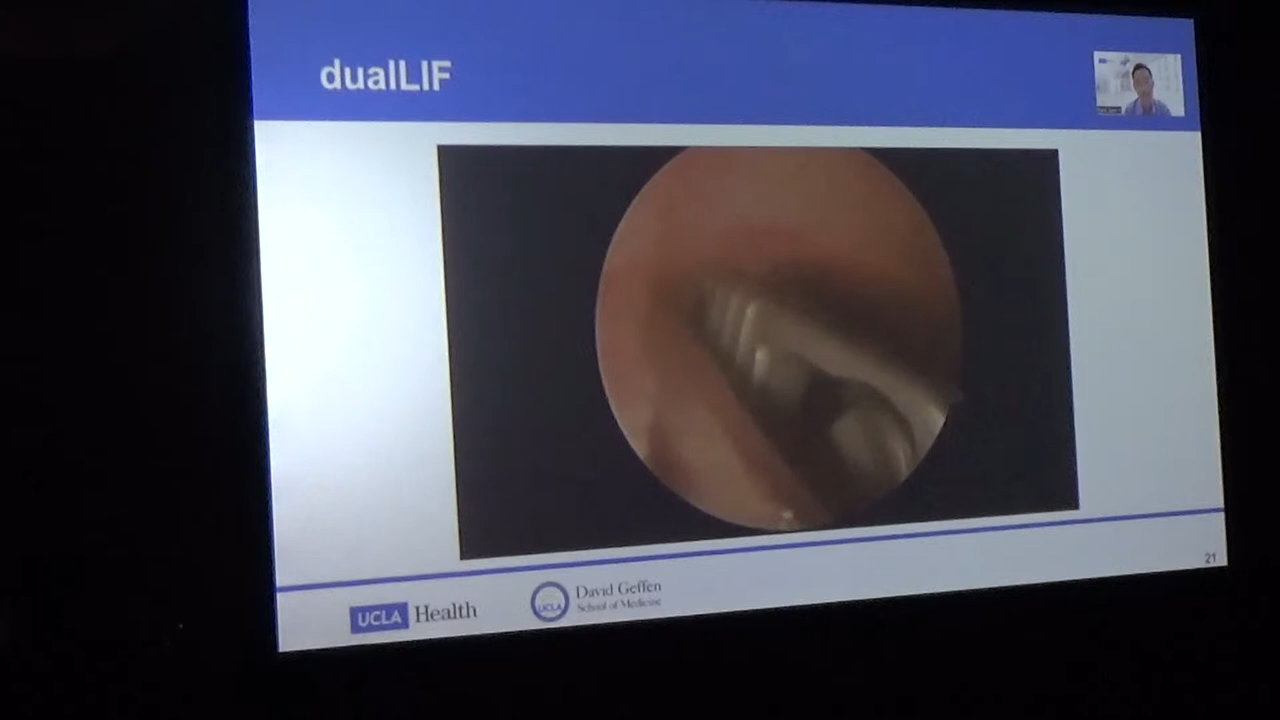 dualLIF
21
UCLA Health
UCLA
David Geffen
School of Medicine